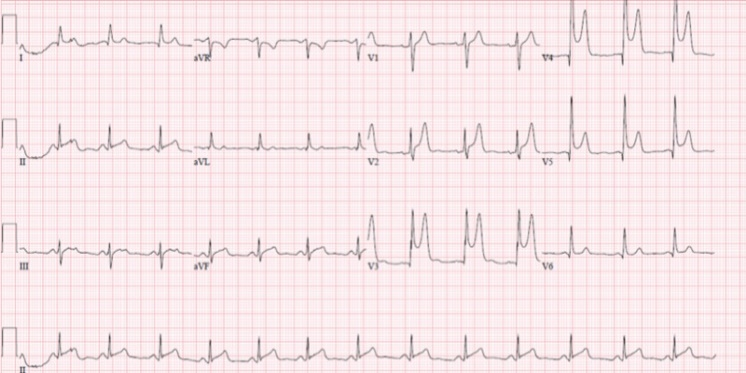 I aVR V1 V4
II aVL V2 V5
III aVF V3 V6
II